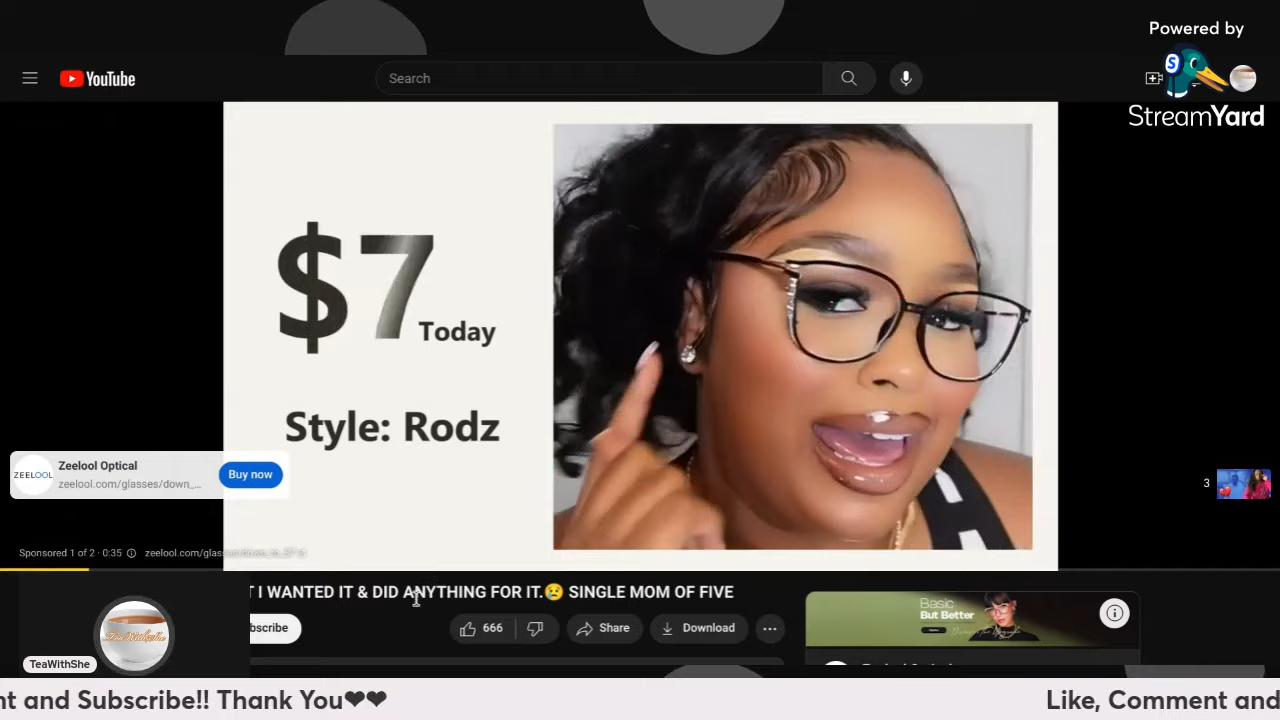 Powered by
StreamYard
YouTube
Search
$7 Today
Style: Rodz
ZEELOOL
Zeelool Optical
zeelool.com/glasses/down_...
Buy now
3
Sponsored 1 of 2 · 0:35
I WANTED IT & DID ANYTHING FOR IT.😢 SINGLE MOM OF FIVE
bscribe
666
Share
Download
Basic
But Better
TeaWithShe
nt and Subscribe!! Thank You❤❤
Like, Comment and